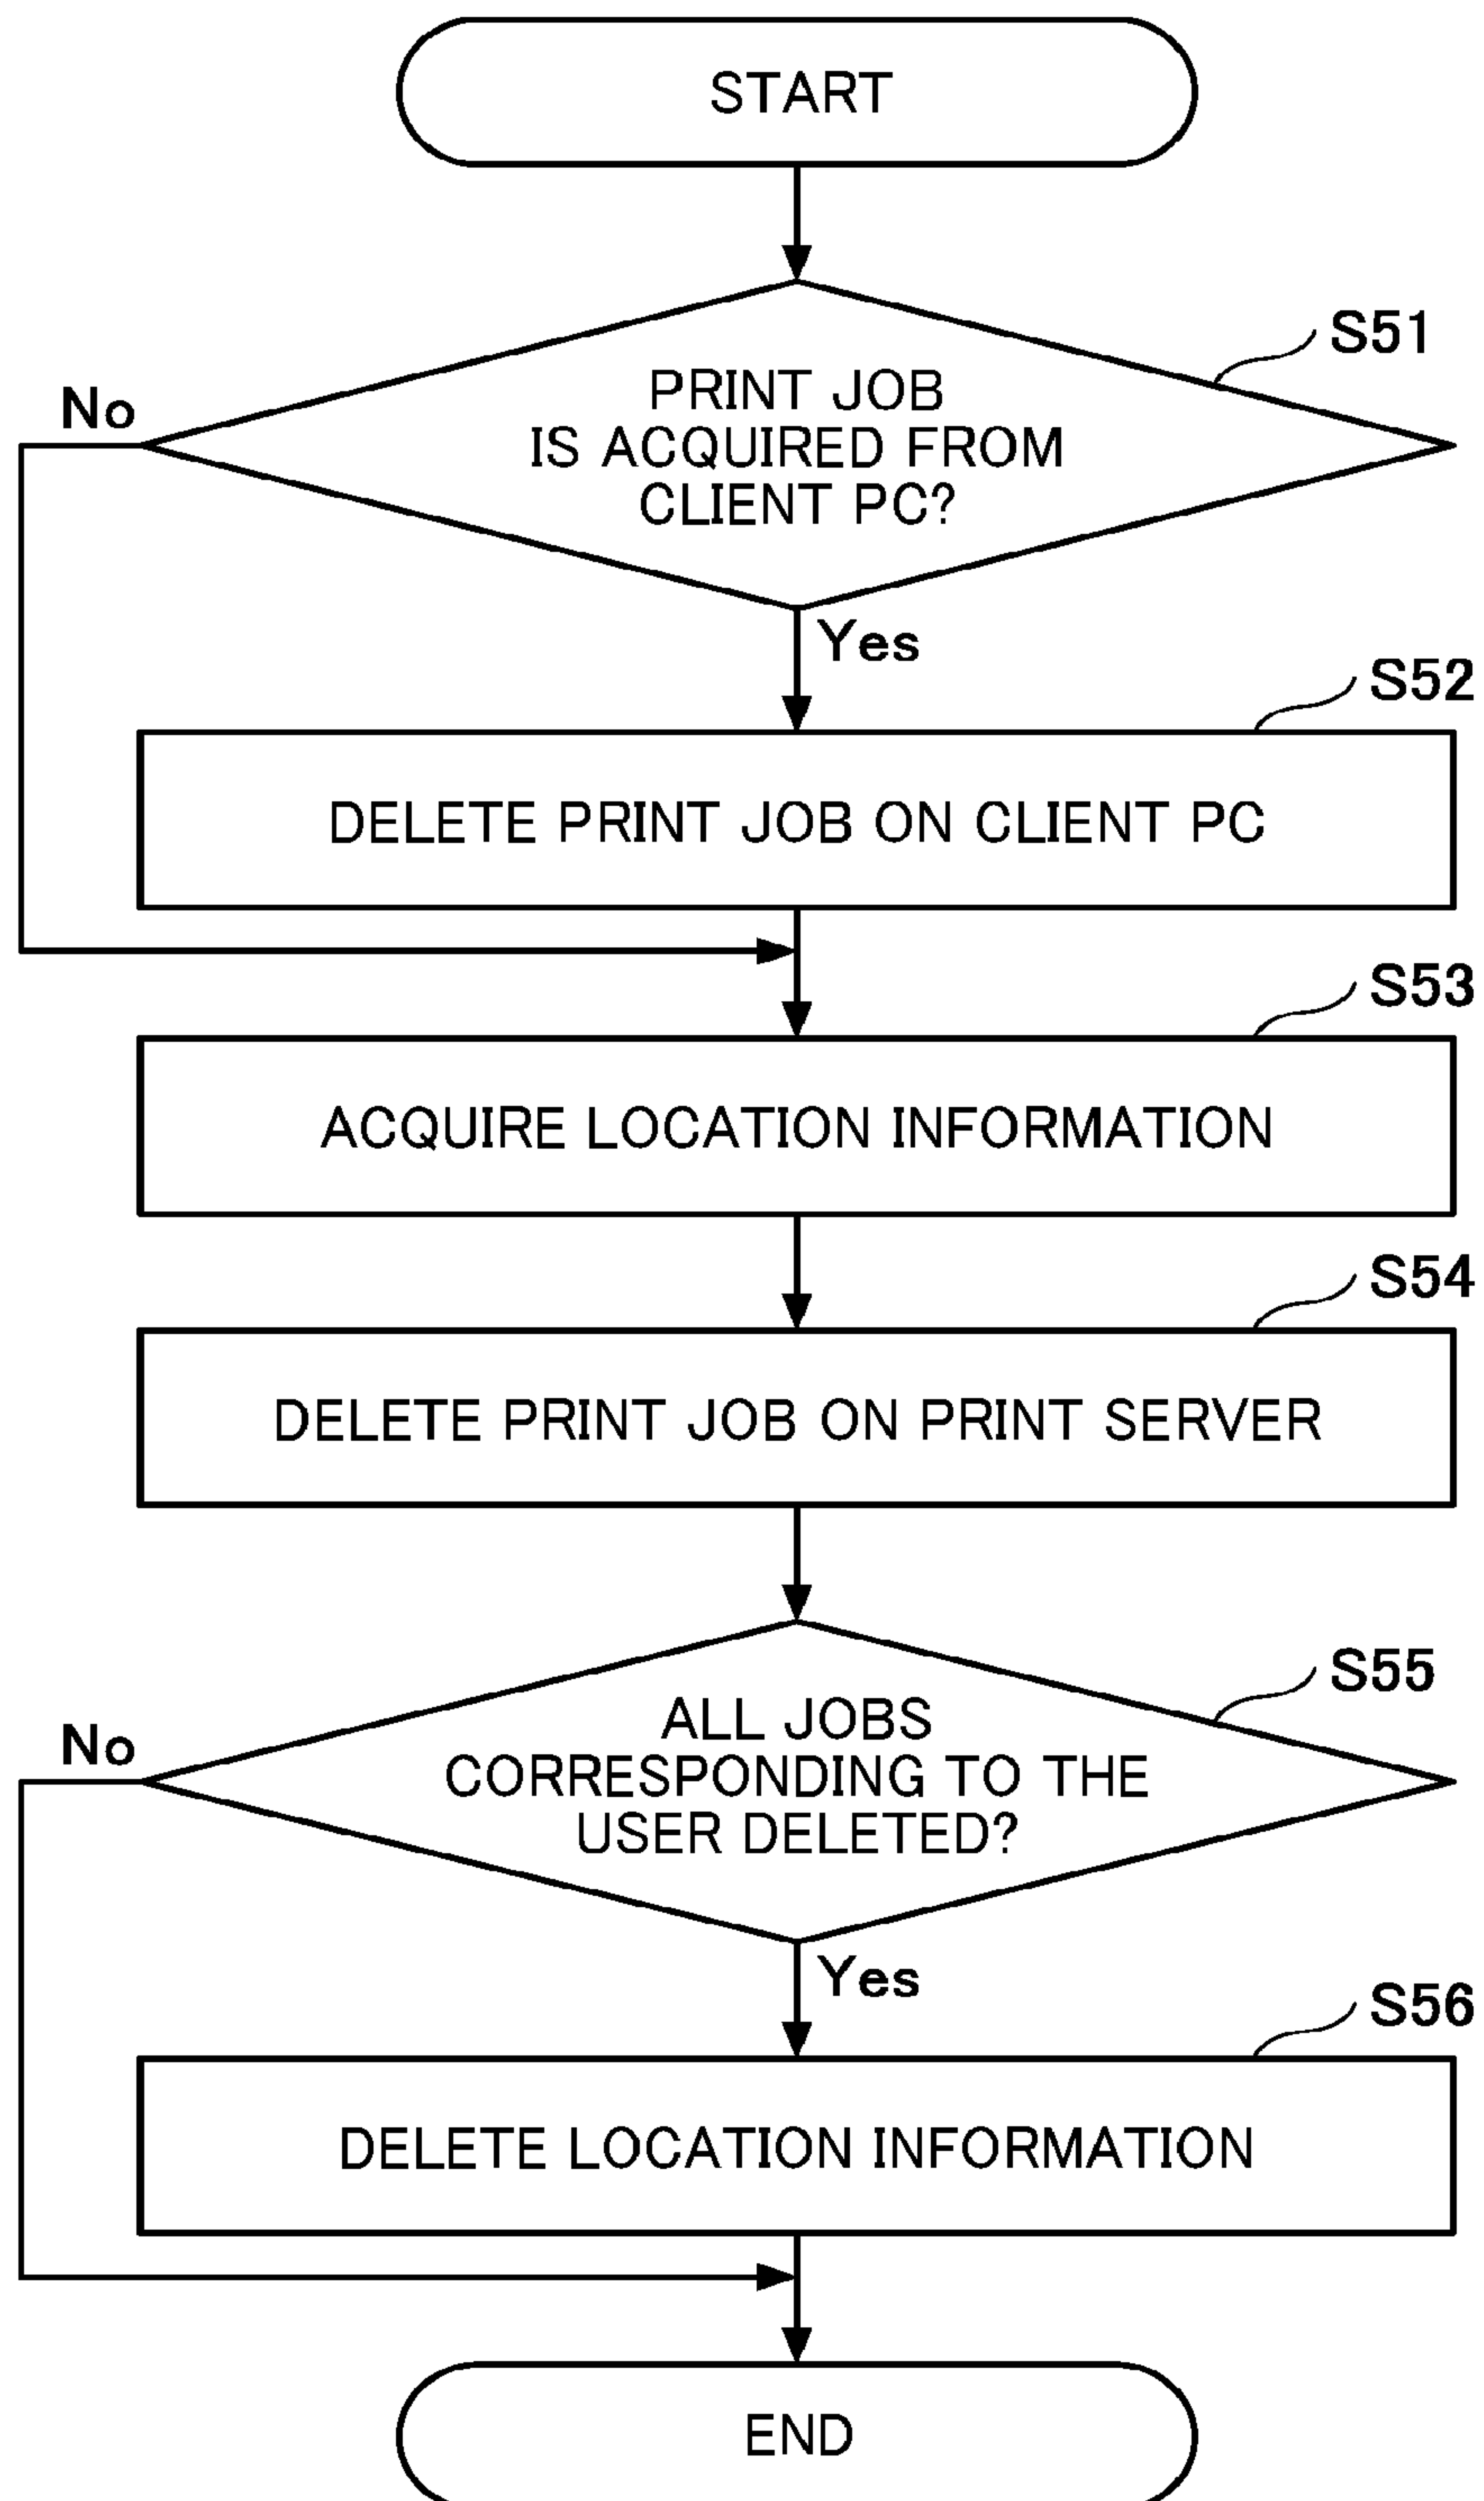 START
S51
PRINT JOB
IS ACQUIRED FROM
CLIENT PC?
No
Yes
S52
DELETE PRINT JOB ON CLIENT PC
S53
ACQUIRE LOCATION INFORMATION
S54
DELETE PRINT JOB ON PRINT SERVER
S55
ALL JOBS
CORRESPONDING TO THE
USER DELETED?
No
Yes
S56
DELETE LOCATION INFORMATION
END